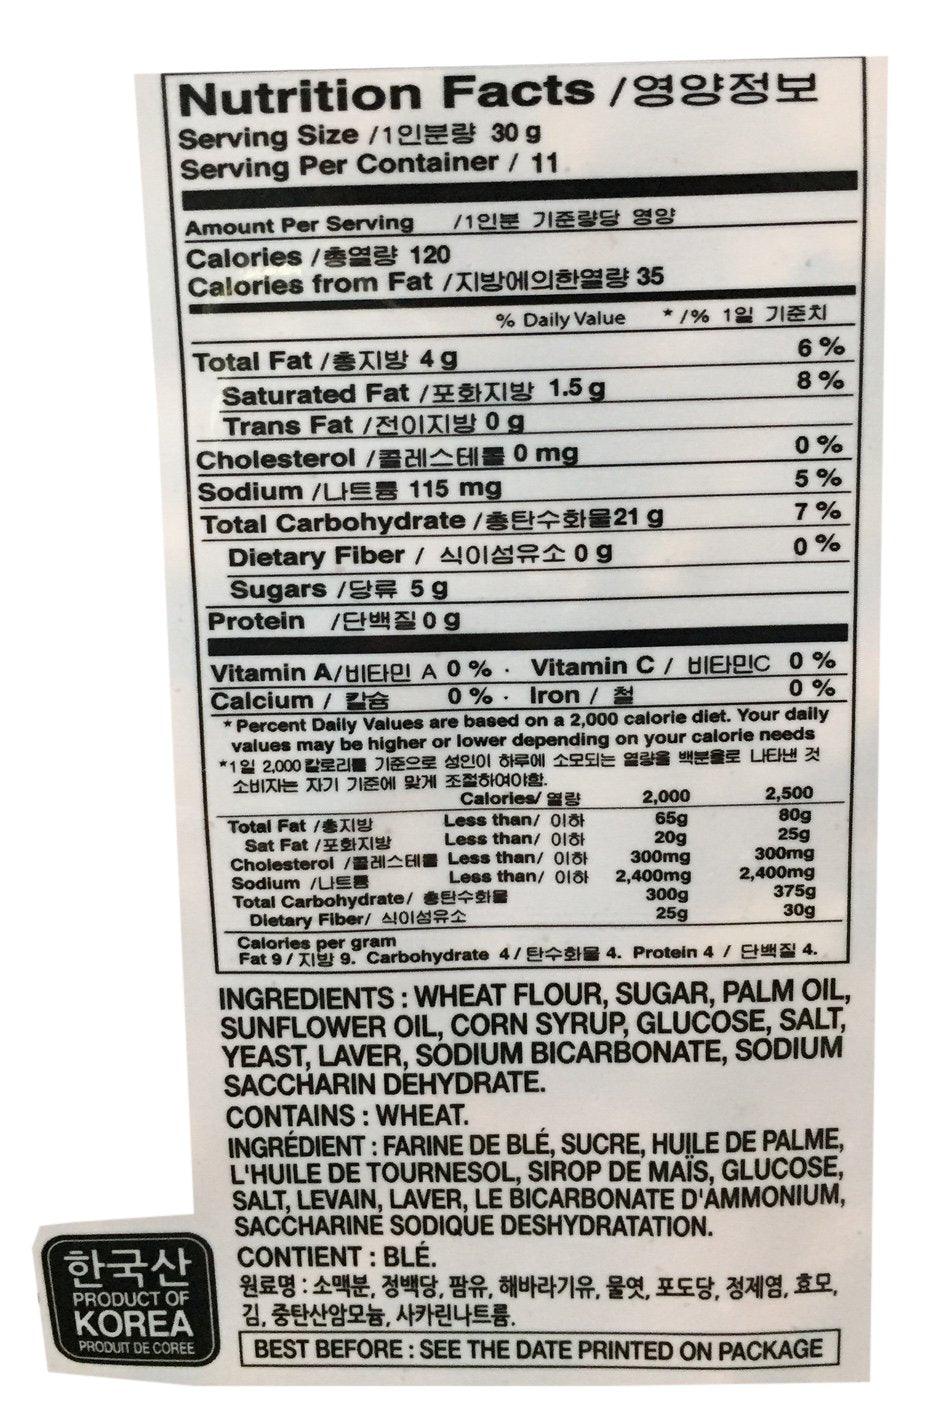 Nutrition Facts /영양정보
Serving Size /1인분량 30 g
Serving Per Container / 11
Amount Per Serving /1인분 기준량당 영양
Calories /총열량 120
Calories from Fat /지방에의한열량 35
% Daily Value * /% 1일 기준치
Total Fat /총지방 4 g 6 %
Saturated Fat /포화지방 1.5 g 8 %
Trans Fat /전이지방 0 g
Cholesterol /콜레스테롤 0 mg 0 %
Sodium /나트륨 115 mg 5 %
Total Carbohydrate /총탄수화물21 g 7 %
Dietary Fiber / 식이섬유소 0 g 0 %
Sugars /당류 5 g
Protein /단백질 0 g
Vitamin A/비타민 A 0 % · Vitamin C / 비타민C 0 %
Calcium / 칼슘 0 % · Iron / 철 0 %
* Percent Daily Values are based on a 2,000 calorie diet. Your daily
values may be higher or lower depending on your calorie needs
*1일 2,000 칼로리를 기준으로 성인이 하루에 소모되는 열량을 백분율로 나타낸 것
소비자는 자기 기준에 맞게 조절하여야함.
Calories/ 열량 2,000 2,500
Total Fat /총지방 Less than/ 이하 65g 80g
Sat Fat /포화지방 Less than/ 이하 20g 25g
Cholesterol /콜레스테롤 Less than/ 이하 300mg 300mg
Sodium /나트륨 Less than/ 이하 2,400mg 2,400mg
Total Carbohydrate/ 총탄수화물 300g 375g
Dietary Fiber/ 식이섬유소 25g 30g
Calories per gram
Fat 9 / 지방 9. Carbohydrate 4 / 탄수화물 4. Protein 4 / 단백질 4.
INGREDIENTS : WHEAT FLOUR, SUGAR, PALM OIL,
SUNFLOWER OIL, CORN SYRUP, GLUCOSE, SALT,
YEAST, LAVER, SODIUM BICARBONATE, SODIUM
SACCHARIN DEHYDRATE.
CONTAINS : WHEAT.
INGRÉDIENT : FARINE DE BLÉ, SUCRE, HUILE DE PALME,
L'HUILE DE TOURNESOL, SIROP DE MAÏS, GLUCOSE,
SALT, LEVAIN, LAVER, LE BICARBONATE D'AMMONIUM,
SACCHARINE SODIQUE DESHYDRATATION.
CONTIENT : BLÉ.
원료명 : 소맥분, 정백당, 팜유, 해바라기유, 물엿, 포도당, 정제염, 효모,
김, 중탄산암모늄, 사카린나트륨.
BEST BEFORE : SEE THE DATE PRINTED ON PACKAGE
한국산
PRODUCT OF
KOREA
PRODUIT DE COREE